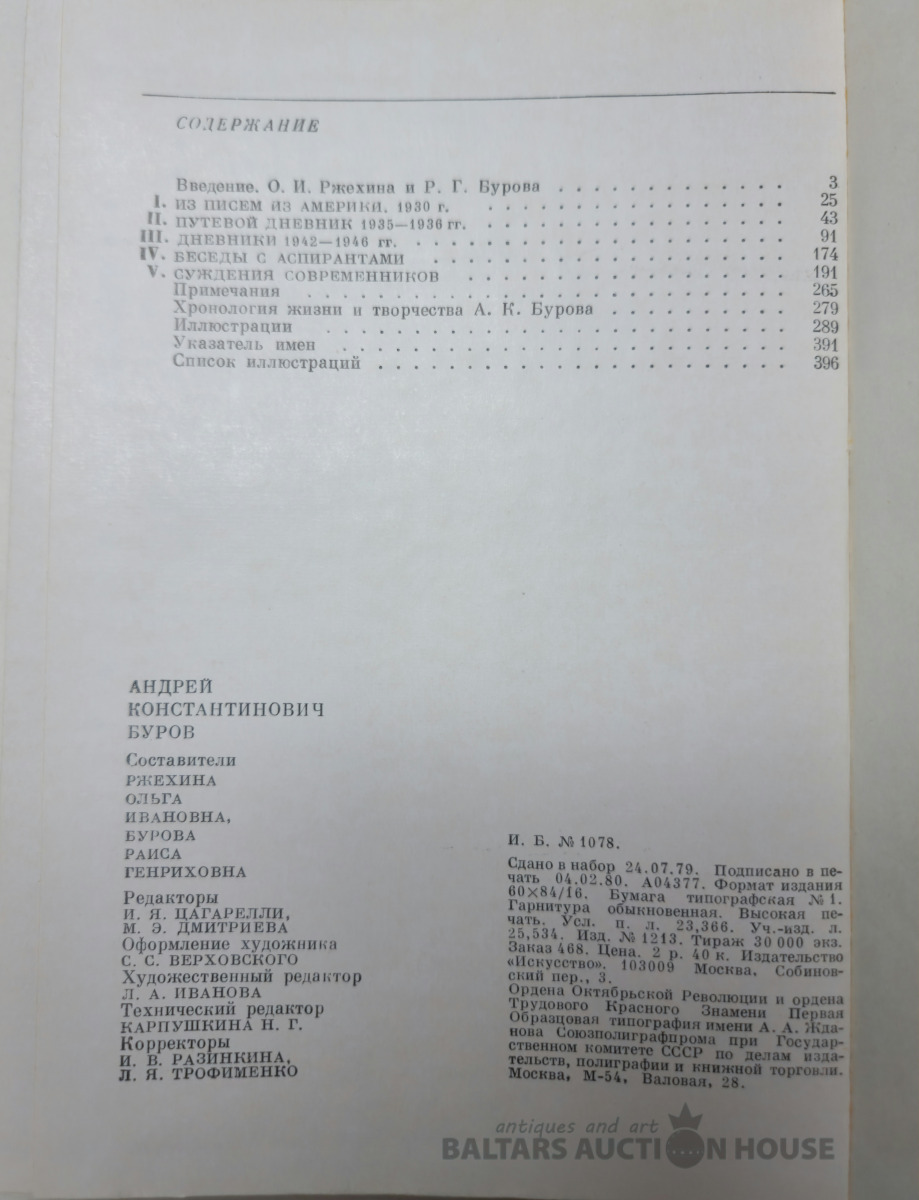 СОДЕРЖАНИЕ
Введение. О. И. Ржехина и Р. Г. Бурова . . . . . . . . . . . . . 3
I. ИЗ ПИСЕМ ИЗ АМЕРИКИ. 1930 г. . . . . . . . . . . . . . . . . 25
II. ПУТЕВОЙ ДНЕВНИК 1935—1936 гг. . . . . . . . . . . . . . . . . 43
III. ДНЕВНИКИ 1942—1946 гг. . . . . . . . . . . . . . . . . . . . 91
IV. БЕСЕДЫ С АСПИРАНТАМИ . . . . . . . . . . . . . . . . . . . 174
V. СУЖДЕНИЯ СОВРЕМЕННИКОВ . . . . . . . . . . . . . . . . . 191
Примечания . . . . . . . . . . . . . . . . . . . . . . . . . 265
Хронология жизни и творчества А. К. Бурова . . . . . . . . . . 279
Иллюстрации . . . . . . . . . . . . . . . . . . . . . . . . 289
Указатель имен . . . . . . . . . . . . . . . . . . . . . . . 391
Список иллюстраций . . . . . . . . . . . . . . . . . . . . . 396
АНДРЕЙ
КОНСТАНТИНОВИЧ
БУРОВ
Составители
РЖЕХИНА
ОЛЬГА
ИВАНОВНА,
БУРОВА
РАИСА
ГЕНРИХОВНА
Редакторы
И. Я. ЦАГАРЕЛЛИ,
М. Э. ДМИТРИЕВА
Оформление художника
С. С. ВЕРХОВСКОГО
Художественный редактор
Л. А. ИВАНОВА
Технический редактор
КАРПУШКИНА Н. Г.
Корректоры
И. В. РАЗИНКИНА,
Л. Я. ТРОФИМЕНКО
И. Б. № 1078.
Сдано в набор 24.07.79. Подписано в пе-
чать 04.02.80. А04377. Формат издания
60×84/16. Бумага типографская № 1.
Гарнитура обыкновенная. Высокая пе-
чать. Усл. п. л. 23,366. Уч.-изд. л.
25,534. Изд. № 1213. Тираж 30 000 экз.
Заказ 468. Цена. 2 р. 40 к. Издательство
«Искусство», 103009 Москва, Собинов-
ский пер., 3.
Ордена Октябрьской Революции и ордена
Трудового Красного Знамени Первая
Образцовая типография имени А. А. Жда-
нова Союзполиграфпрома при Государ-
ственном комитете СССР по делам изда-
тельств, полиграфии и книжной торговли.
Москва, М-54, Валовая, 28.
antiques and art
BALTARS AUCTION HOUSE